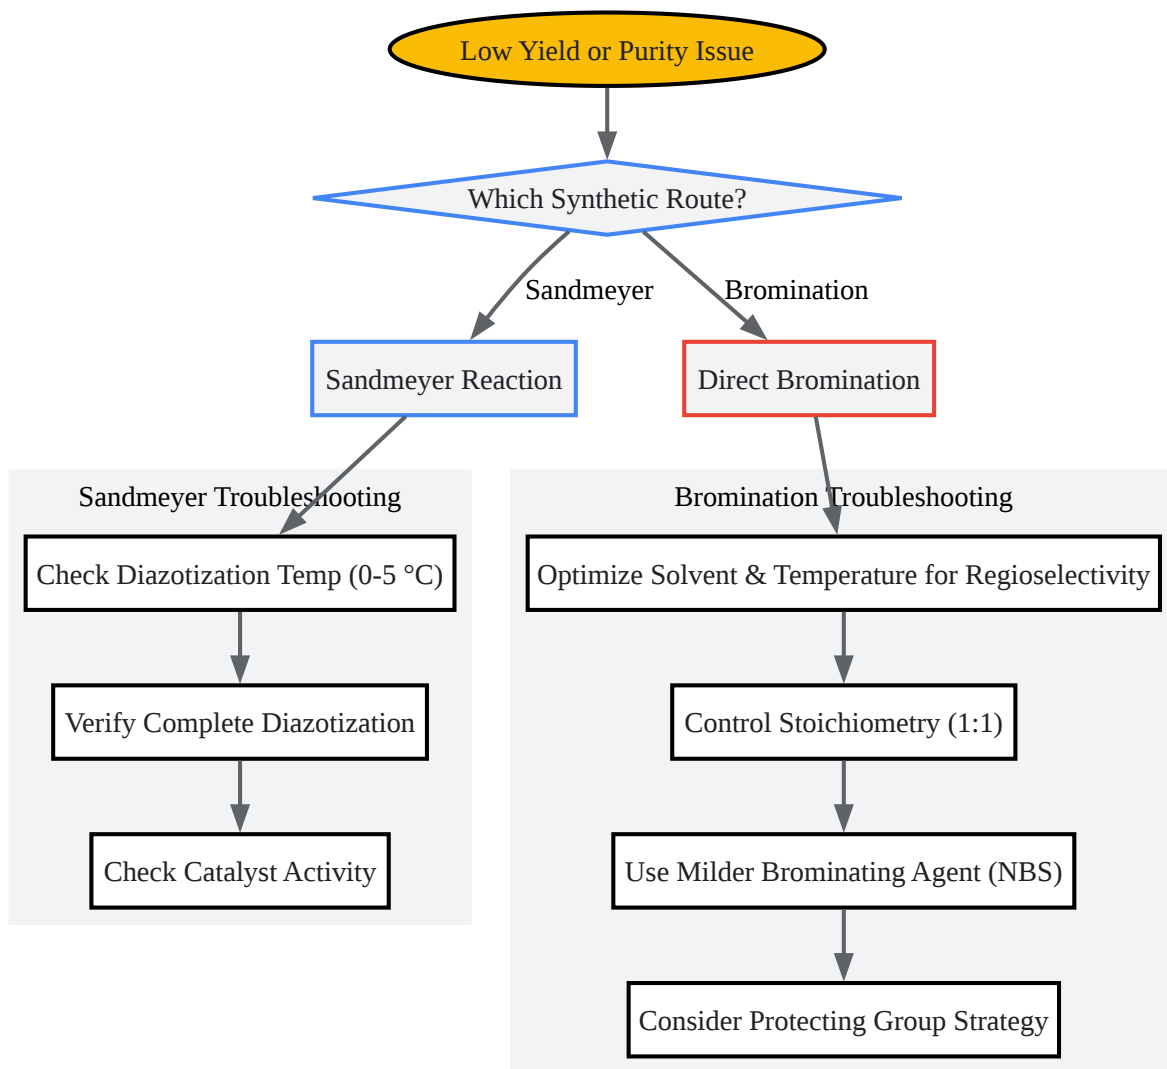 Low Yield or Purity Issue
Which Synthetic Route?
Sandmeyer
Bromination
Sandmeyer Reaction
Direct Bromination
Sandmeyer Troubleshooting
Check Diazotization Temp (0-5 °C)
Verify Complete Diazotization
Check Catalyst Activity
Bromination Troubleshooting
Optimize Solvent & Temperature for Regioselectivity
Control Stoichiometry (1:1)
Use Milder Brominating Agent (NBS)
Consider Protecting Group Strategy